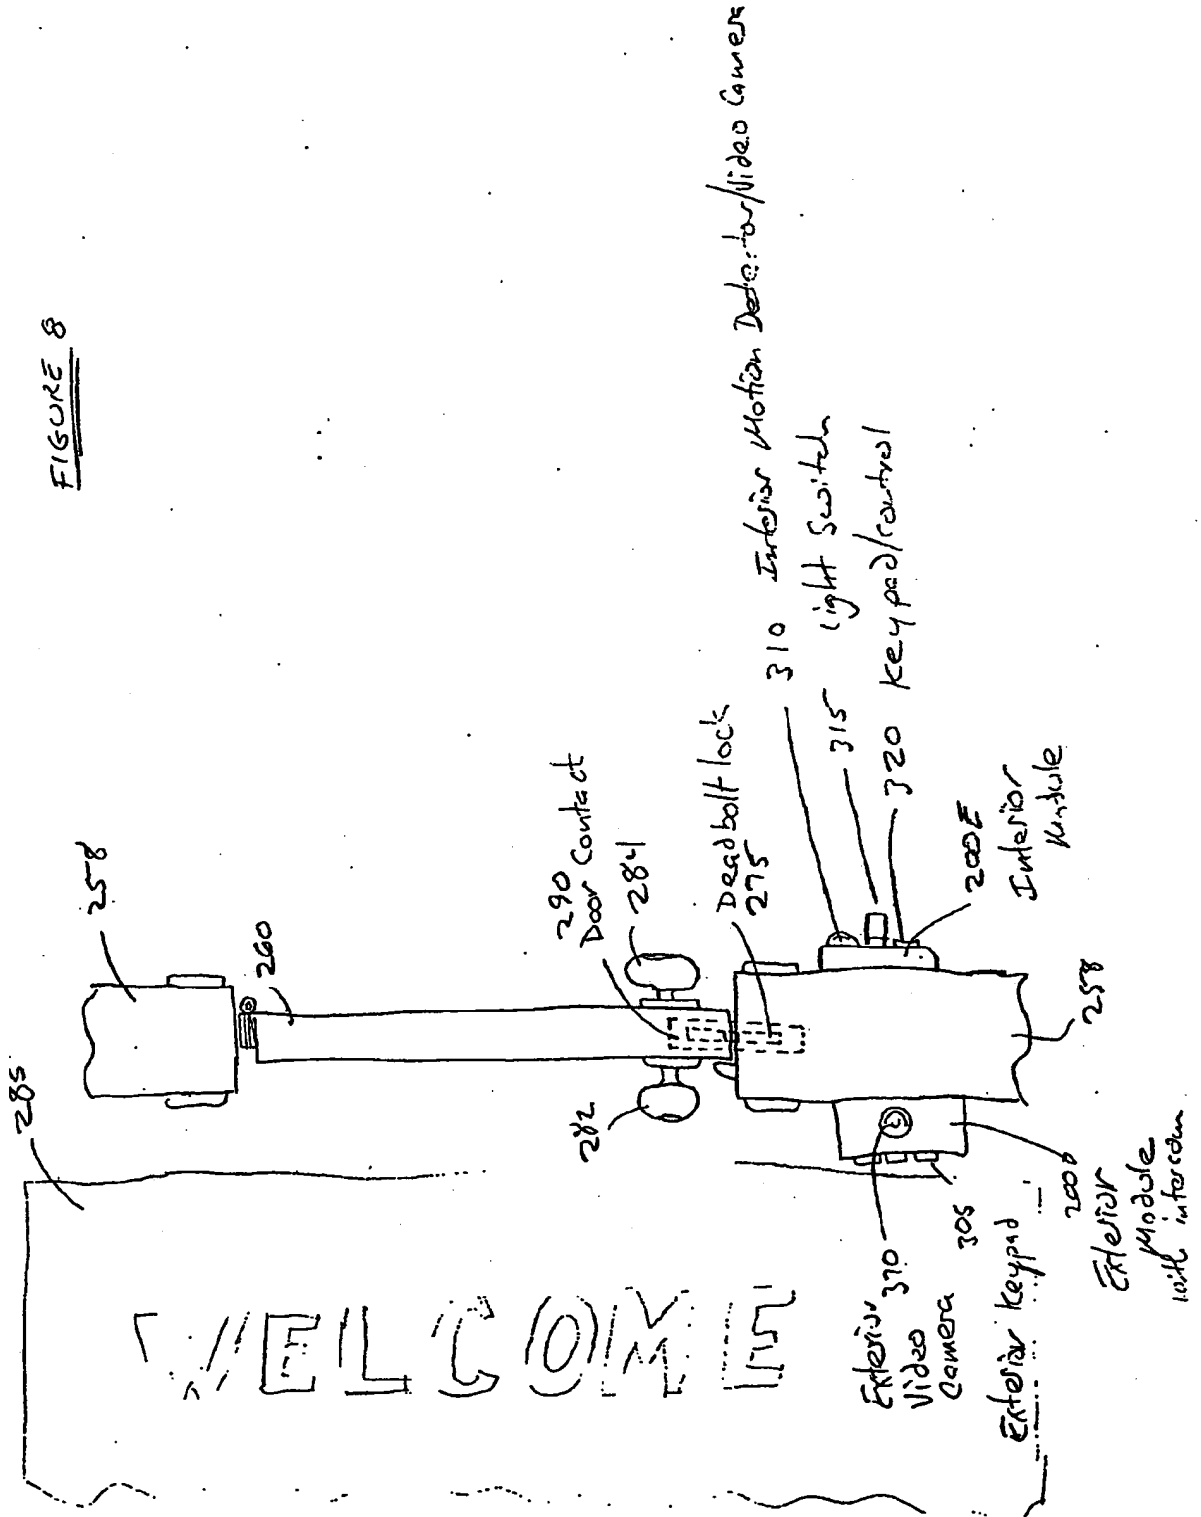 FIGURE 8
285
258
260
290
Door Contact
284
282
Deadbolt lock
275
310 Interior Motion Detector/Video Camera
315 Light Switch
320 Keypad/Control
200E
Interior
Module
258
WELCOME
Exterior 370
Video
Camera
305
Exterior Keypad
200D
Exterior
Module
with intercom